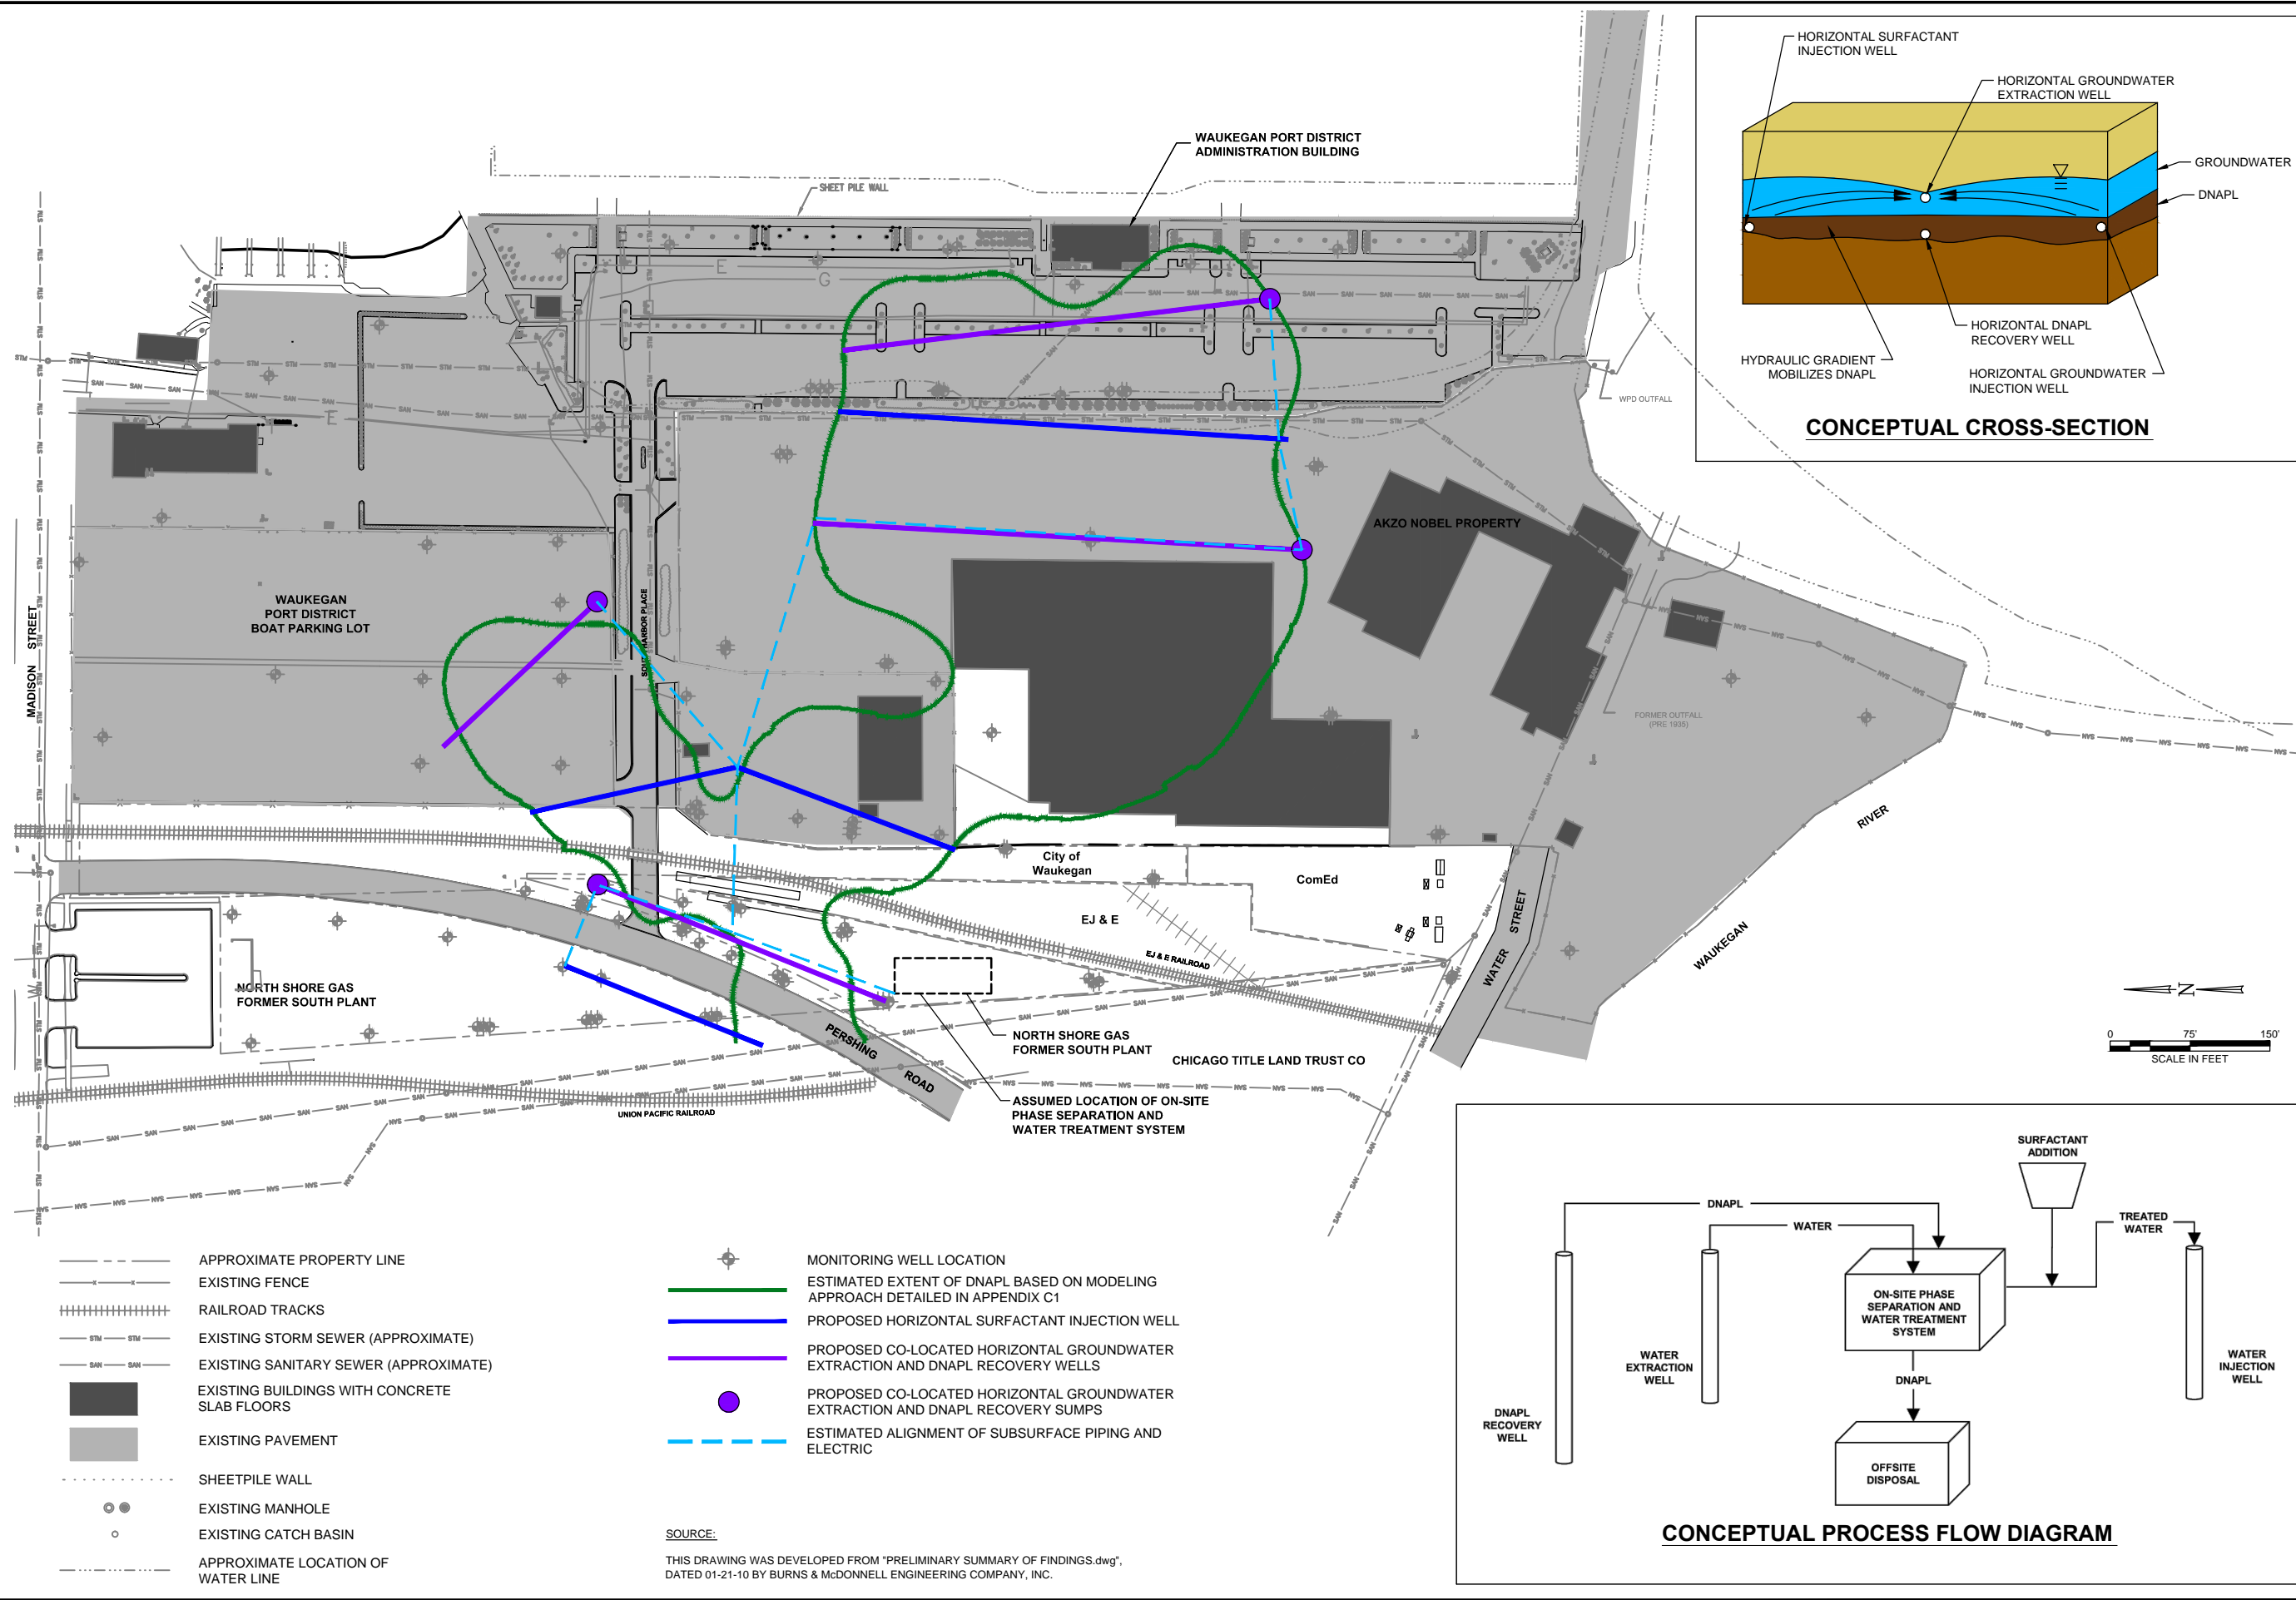 HORIZONTAL SURFACTANT
INJECTION WELL
HORIZONTAL GROUNDWATER
EXTRACTION WELL
GROUNDWATER
DNAPL
HORIZONTAL DNAPL
RECOVERY WELL
HYDRAULIC GRADIENT
MOBILIZES DNAPL
HORIZONTAL GROUNDWATER
INJECTION WELL
CONCEPTUAL CROSS-SECTION
WAUKEGAN PORT DISTRICT
ADMINISTRATION BUILDING
SHEET PILE WALL
E
G
E
WPD OUTFALL
AKZO NOBEL PROPERTY
WAUKEGAN
PORT DISTRICT
BOAT PARKING LOT
MADISON STREET
SOUTH HARBOR PLACE
FORMER OUTFALL
(PRE 1935)
RIVER
WAUKEGAN
City of
Waukegan
ComEd
EJ & E
EJ & E RAILROAD
WATER STREET
NORTH SHORE GAS
FORMER SOUTH PLANT
PERSHING
ROAD
NORTH SHORE GAS
FORMER SOUTH PLANT
CHICAGO TITLE LAND TRUST CO
ASSUMED LOCATION OF ON-SITE
PHASE SEPARATION AND
WATER TREATMENT SYSTEM
UNION PACIFIC RAILROAD
N
0 75' 150'
SCALE IN FEET
APPROXIMATE PROPERTY LINE
EXISTING FENCE
RAILROAD TRACKS
STM STM
EXISTING STORM SEWER (APPROXIMATE)
SAN SAN
EXISTING SANITARY SEWER (APPROXIMATE)
EXISTING BUILDINGS WITH CONCRETE
SLAB FLOORS
EXISTING PAVEMENT
SHEETPILE WALL
EXISTING MANHOLE
EXISTING CATCH BASIN
APPROXIMATE LOCATION OF
WATER LINE
MONITORING WELL LOCATION
ESTIMATED EXTENT OF DNAPL BASED ON MODELING
APPROACH DETAILED IN APPENDIX C1
PROPOSED HORIZONTAL SURFACTANT INJECTION WELL
PROPOSED CO-LOCATED HORIZONTAL GROUNDWATER
EXTRACTION AND DNAPL RECOVERY WELLS
PROPOSED CO-LOCATED HORIZONTAL GROUNDWATER
EXTRACTION AND DNAPL RECOVERY SUMPS
ESTIMATED ALIGNMENT OF SUBSURFACE PIPING AND
ELECTRIC
SOURCE:
THIS DRAWING WAS DEVELOPED FROM "PRELIMINARY SUMMARY OF FINDINGS.dwg",
DATED 01-21-10 BY BURNS & McDONNELL ENGINEERING COMPANY, INC.
SURFACTANT
ADDITION
DNAPL
WATER
TREATED
WATER
ON-SITE PHASE
SEPARATION AND
WATER TREATMENT
SYSTEM
WATER
EXTRACTION
WELL
WATER
INJECTION
WELL
DNAPL
DNAPL
RECOVERY
WELL
OFFSITE
DISPOSAL
CONCEPTUAL PROCESS FLOW DIAGRAM